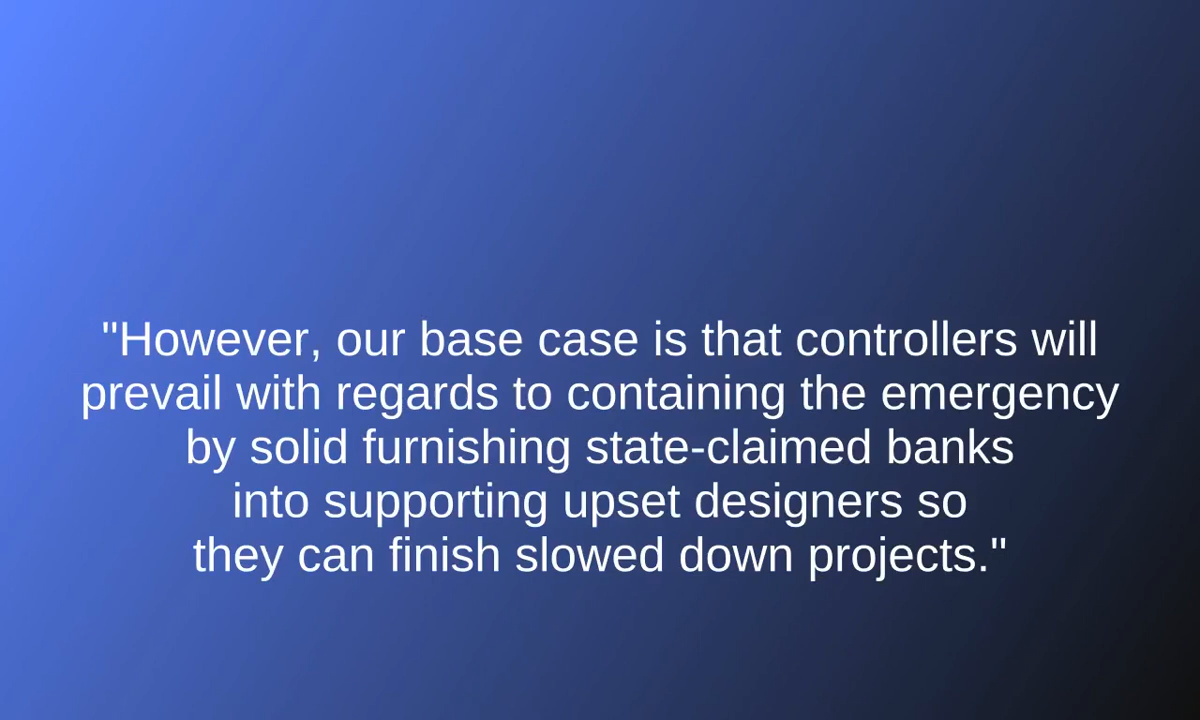 "However, our base case is that controllers will
prevail with regards to containing the emergency
by solid furnishing state-claimed banks
into supporting upset designers so
they can finish slowed down projects."